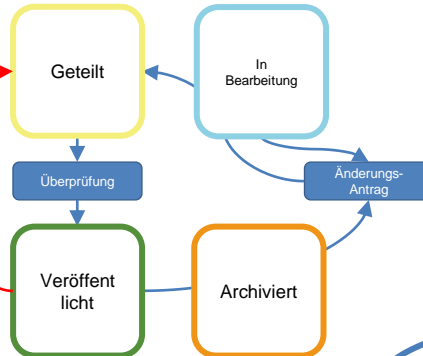 Geteilt
In
Bearbeitung
Überprüfung
Änderungs-
Antrag
Veröffent
licht
Archiviert